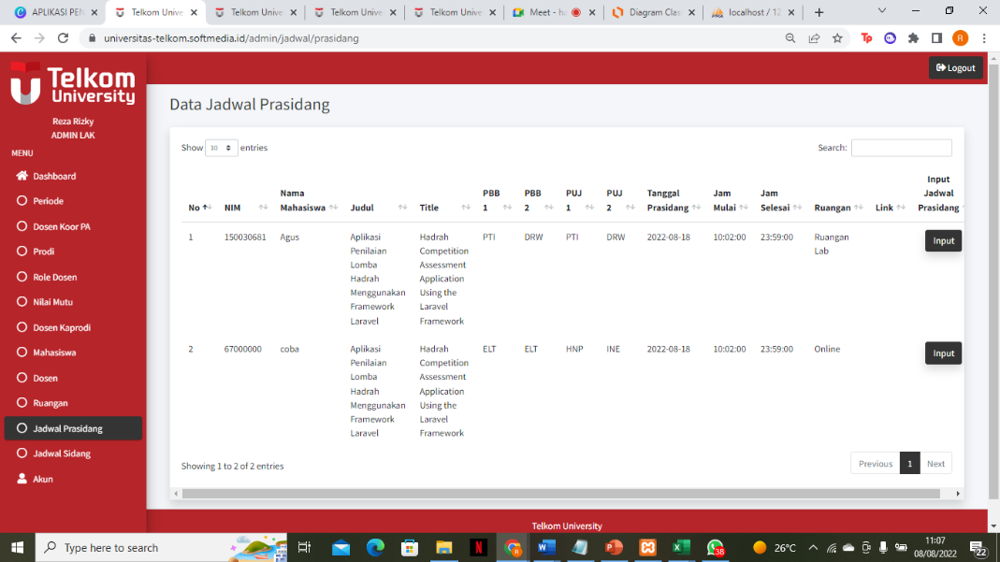 APLIKASI PEN
Telkom Unive
Telkom Unive
Telkom Unive
Telkom Unive
Meet - ha
Diagram Clas
localhost / 12
universitas-telkom.softmedia.id/admin/jadwal/prasidang
Telkom
University
Logout
Reza Rizky
ADMIN LAK
MENU
Dashboard
Periode
Dosen Koor PA
Prodi
Role Dosen
Nilai Mutu
Dosen Kaprodi
Mahasiswa
Dosen
Ruangan
Jadwal Prasidang
Jadwal Sidang
Akun
Data Jadwal Prasidang
Show 10 entries
Search:
No NIM Nama Mahasiswa Judul Title PBB 1 PBB 2 PUJ 1 PUJ 2 Tanggal Prasidang Jam Mulai Jam Selesai Ruangan Link Input Jadwal Prasidang
1 150030681 Agus Aplikasi Penilaian Lomba Hadrah Menggunakan Framework Laravel Hadrah Competition Assessment Application Using the Laravel Framework PTI DRW PTI DRW 2022-08-18 10:02:00 23:59:00 Ruangan Lab Input
2 67000000 coba Aplikasi Penilaian Lomba Hadrah Menggunakan Framework Laravel Hadrah Competition Assessment Application Using the Laravel Framework ELT ELT HNP INE 2022-08-18 10:02:00 23:59:00 Online Input
Showing 1 to 2 of 2 entries
Previous 1 Next
Telkom University
Type here to search
38
26°C
11:07
08/08/2022
22